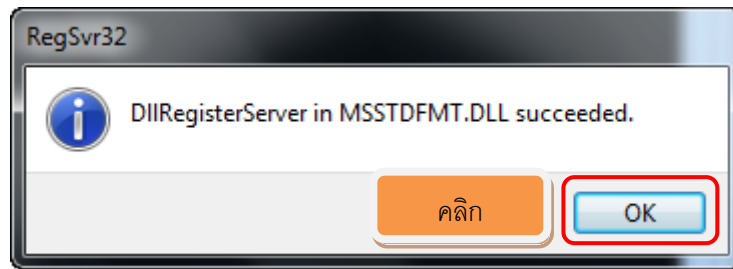 RegSvr32
DllRegisterServer in MSSTDFMT.DLL succeeded.
คลิก
OK